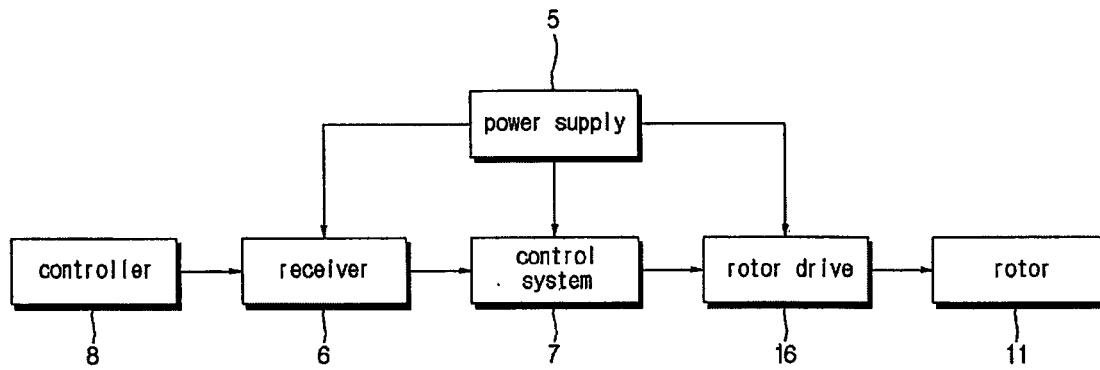 5
power supply
controller
receiver
control
system
rotor drive
rotor
8
6
7
16
11